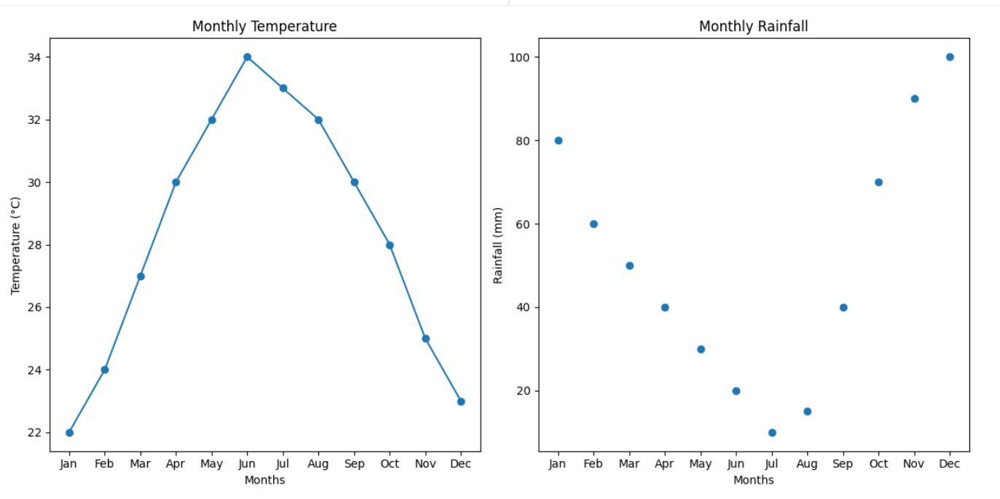 Monthly Temperature
34
32
30
28
26
24
22
Temperature (°C)
Jan Feb Mar Apr May Jun Jul Aug Sep Oct Nov Dec
Months
Monthly Rainfall
100
80
60
40
20
Rainfall (mm)
Jan Feb Mar Apr May Jun Jul Aug Sep Oct Nov Dec
Months